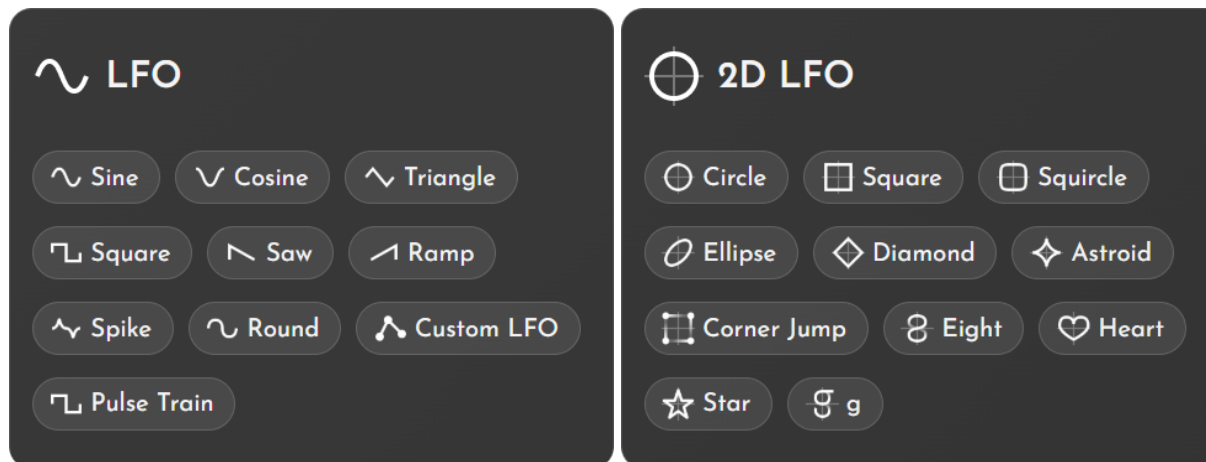 LFO
Sine Cosine Triangle
Square Saw Ramp
Spike Round Custom LFO
Pulse Train
2D LFO
Circle Square Squircle
Ellipse Diamond Astroid
Corner Jump Eight Heart
Star g